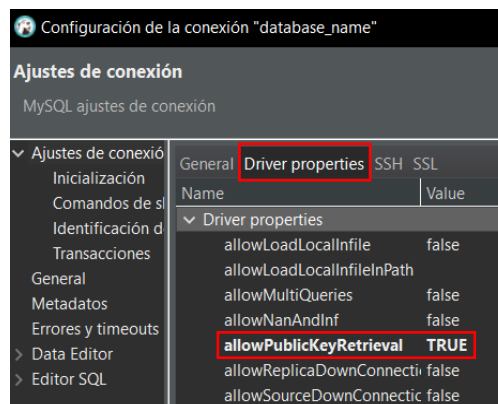 Configuración de la conexión "database_name"
Ajustes de conexión
MySQL ajustes de conexión
Ajustes de conexió
Inicialización
Comandos de sl
Identificación d
Transacciones
General
Metadatos
Errores y timeouts
Data Editor
Editor SQL
General Driver properties SSH SSL
Name Value
Driver properties
allowLoadLocalInfile false
allowLoadLocalInfileInPath
allowMultiQueries false
allowNanAndInf false
allowPublicKeyRetrieval TRUE
allowReplicaDownConnecti false
allowSourceDownConnectic false